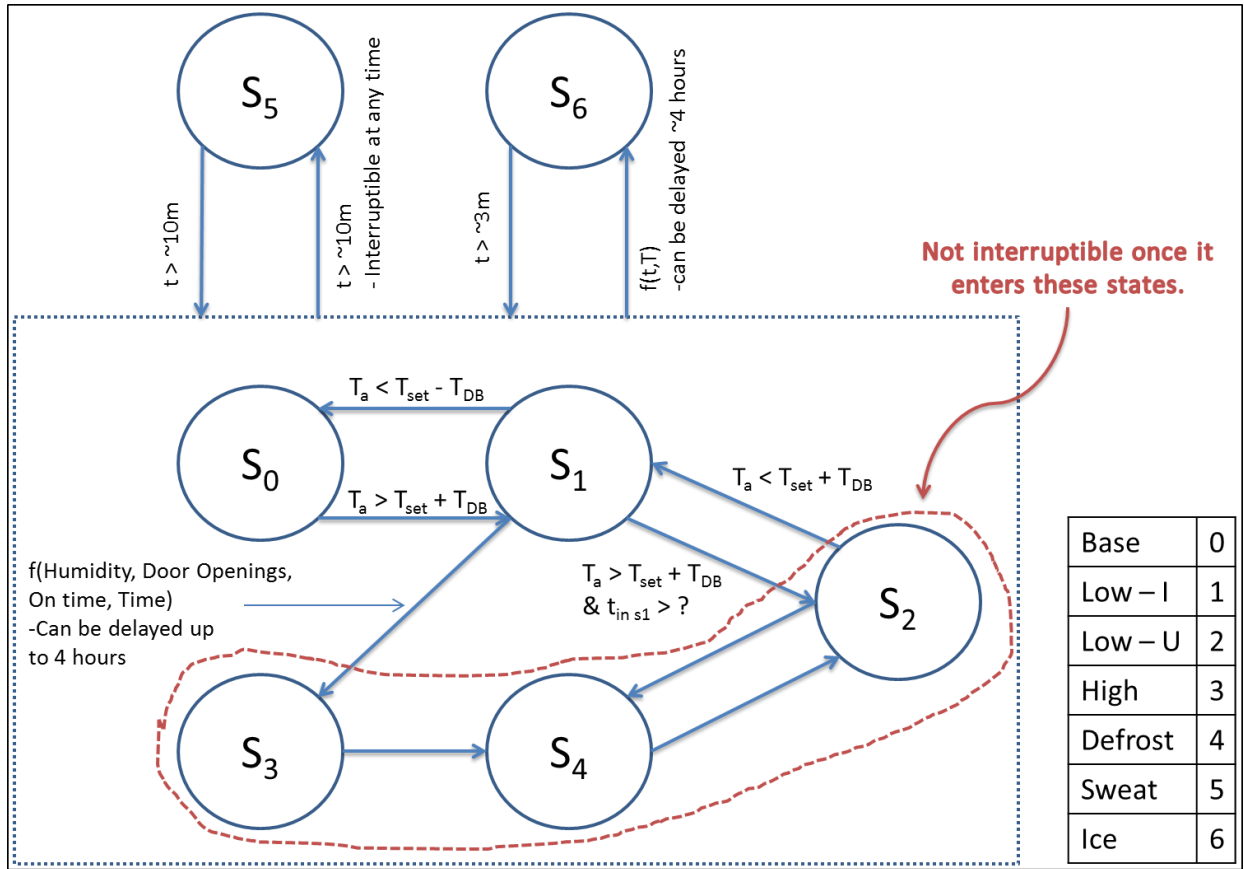 S5
S6
t > ~10m
t > ~10m
- Interruptible at any time
t > ~3m
f(t,T)
-can be delayed ~4 hours
Not interruptible once it
enters these states.
Ta < Tset - TDB
S0
S1
Ta > Tset + TDB
Ta < Tset + TDB
f(Humidity, Door Openings,
On time, Time)
-Can be delayed up
to 4 hours
Ta > Tset + TDB
& tin s1 > ?
S2
S3
S4
Base 0
Low – I 1
Low – U 2
High 3
Defrost 4
Sweat 5
Ice 6